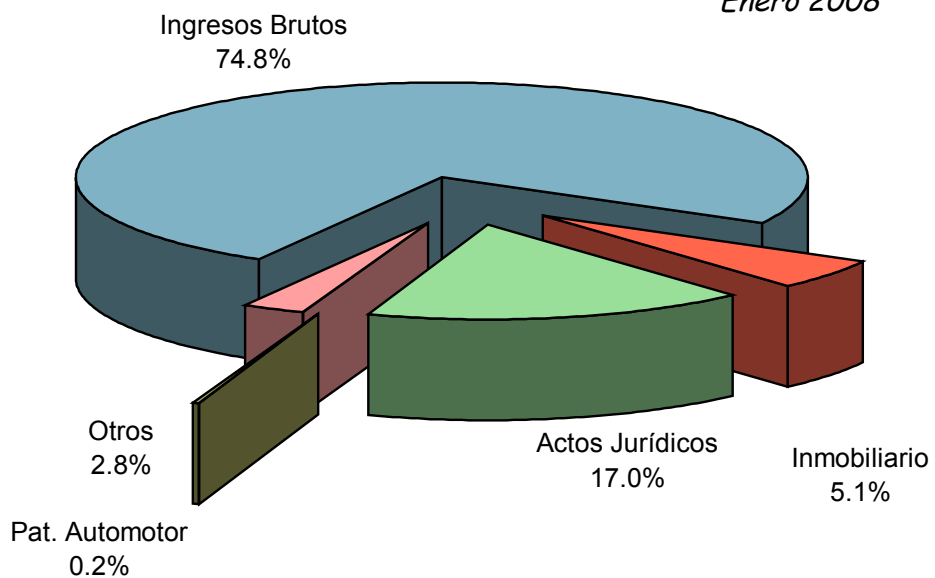 Enero 2008
Ingresos Brutos
74.8%
Otros
2.8%
Actos Jurídicos
17.0%
Inmobiliario
5.1%
Pat. Automotor
0.2%